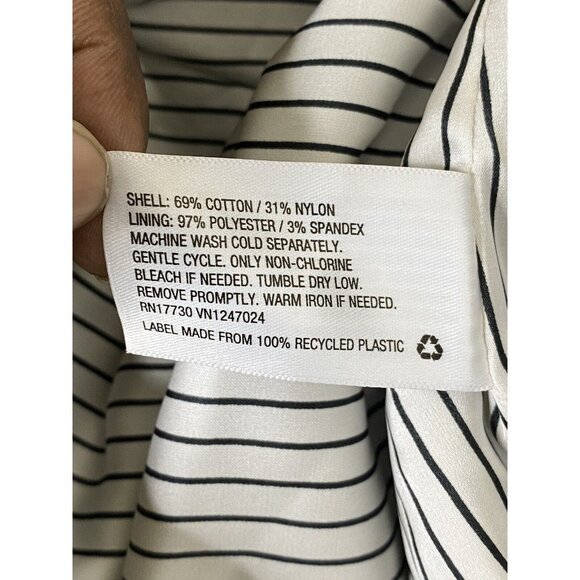 SHELL: 69% COTTON / 31% NYLON
LINING: 97% POLYESTER / 3% SPANDEX
MACHINE WASH COLD SEPARATELY.
GENTLE CYCLE. ONLY NON-CHLORINE
BLEACH IF NEEDED. TUMBLE DRY LOW.
REMOVE PROMPTLY. WARM IRON IF NEEDED.
RN17730 VN1247024
LABEL MADE FROM 100% RECYCLED PLASTIC